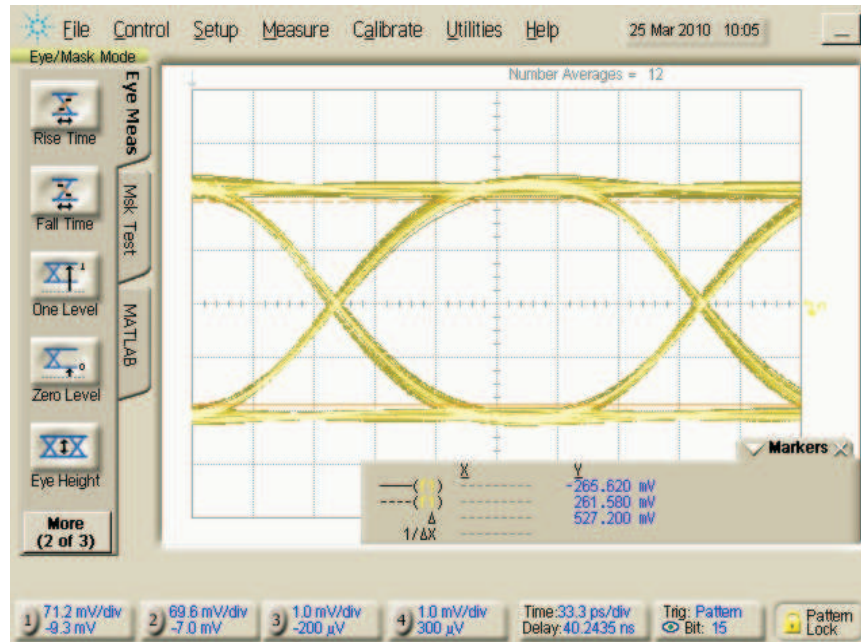 File Control Setup Measure Calibrate Utilities Help 25 Mar 2010 10:05
Eye/Mask Mode
Number Averages = 12
Eye Meas
Msk Test
MATLAB
Rise Time
Fall Time
One Level
Zero Level
Eye Height
More
(2 of 3)
Markers
X Y
-265.620 mV
261.580 mV
Δ 527.200 mV
1/ΔX
1) 71.2 mV/div
-9.3 mV
2) 69.6 mV/div
-7.0 mV
3) 1.0 mV/div
-200 µV
4) 1.0 mV/div
300 µV
Time:33.3 ps/div
Delay:40.2435 ns
Trig: Pattern
Bit: 15
Pattern
Lock